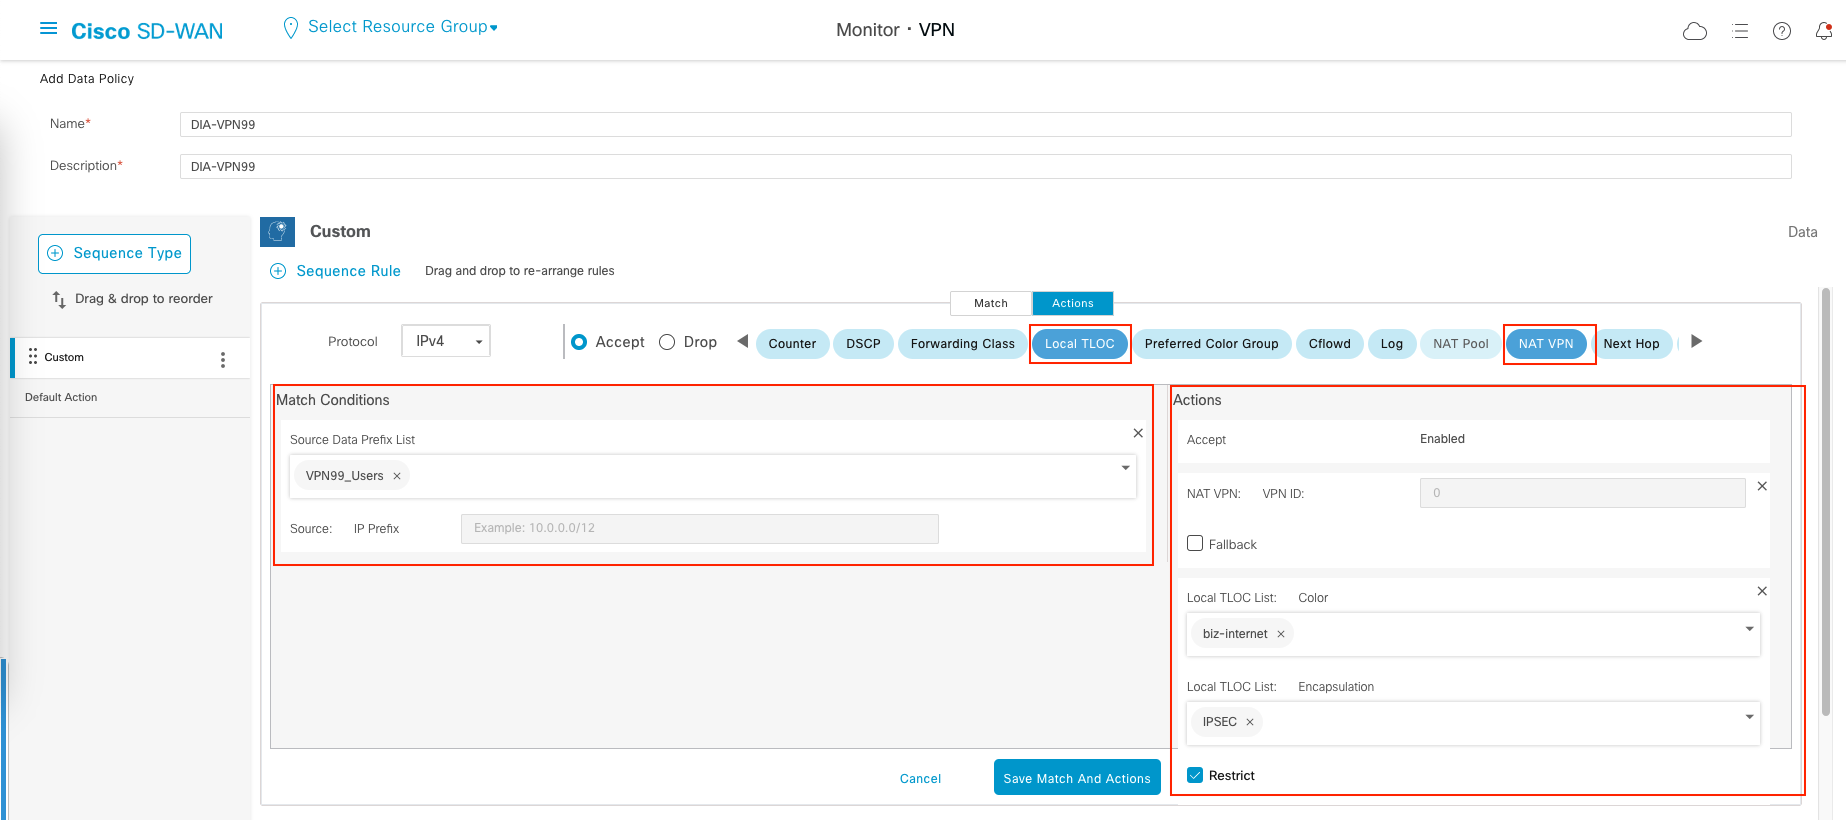 Cisco SD-WAN
Select Resource Group
Monitor · VPN
Add Data Policy
Name*
DIA-VPN99
Description*
DIA-VPN99
Sequence Type
Drag & drop to reorder
Custom
Default Action
Custom
Data
Sequence Rule
Drag and drop to re-arrange rules
Match
Actions
Protocol
IPv4
Accept
Drop
Counter
DSCP
Forwarding Class
Local TLOC
Preferred Color Group
Cflowd
Log
NAT Pool
NAT VPN
Next Hop
Match Conditions
Source Data Prefix List
VPN99_Users
Source: IP Prefix
Example: 10.0.0.0/12
Actions
Accept
Enabled
NAT VPN: VPN ID:
0
Fallback
Local TLOC List: Color
biz-internet
Local TLOC List: Encapsulation
IPSEC
Restrict
Cancel
Save Match And Actions